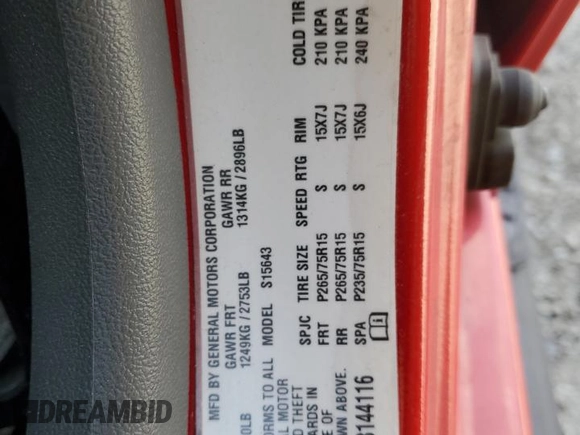 MFD BY GENERAL MOTORS CORPORATION
GAWR FRT GAWR RR
1249KG / 2753LB 1314KG / 2896LB
0LB MODEL S15643
ORMS TO ALL
L MOTOR
D THEFT
ARDS IN
E OF
WN ABOVE.
144116
SPJC TIRE SIZE SPEED RTG RIM COLD TIR
FRT P265/75R15 S 15X7J 210 KPA
RR P265/75R15 S 15X7J 210 KPA
SPA P235/75R15 S 15X6J 240 KPA
DREAMBID